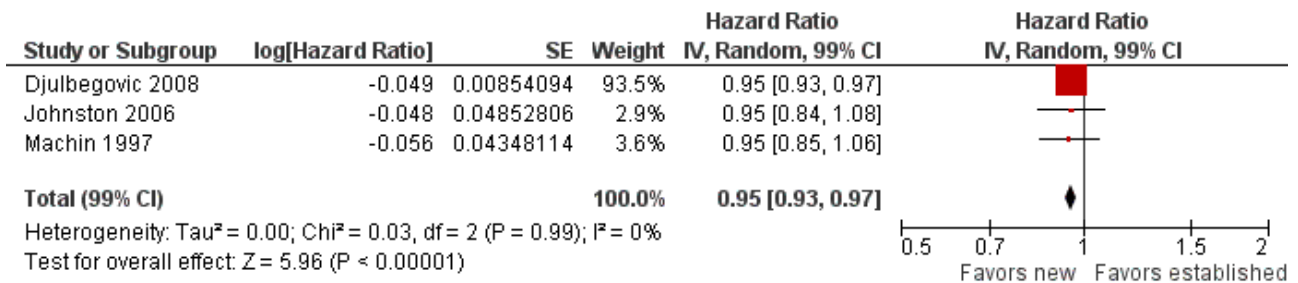 Hazard Ratio Hazard Ratio
Study or Subgroup log[Hazard Ratio] SE Weight IV, Random, 99% CI IV, Random, 99% CI
Djulbegovic 2008 -0.049 0.00854094 93.5% 0.95 [0.93, 0.97]
Johnston 2006 -0.048 0.04852806 2.9% 0.95 [0.84, 1.08]
Machin 1997 -0.056 0.04348114 3.6% 0.95 [0.85, 1.06]
Total (99% CI) 100.0% 0.95 [0.93, 0.97]
Heterogeneity: Tau² = 0.00; Chi² = 0.03, df = 2 (P = 0.99); I² = 0%
Test for overall effect: Z = 5.96 (P < 0.00001)
0.5 0.7 1 1.5 2
Favors new Favors established